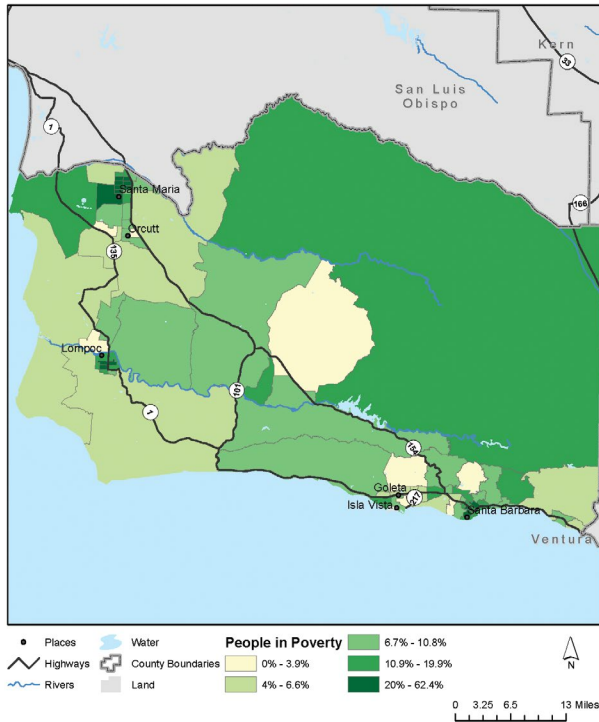 Kern
33
San Luis
Obispo
1
166
Santa Maria
Orcutt
135
Lompoc
101
1
154
Goleta
217
Isla Vista
Santa Barbara
Ventura
Places
Water
People in Poverty
6.7% - 10.8%
Highways
County Boundaries
0% - 3.9%
10.9% - 19.9%
Rivers
Land
4% - 6.6%
20% - 62.4%
N
0 3.25 6.5 13 Miles